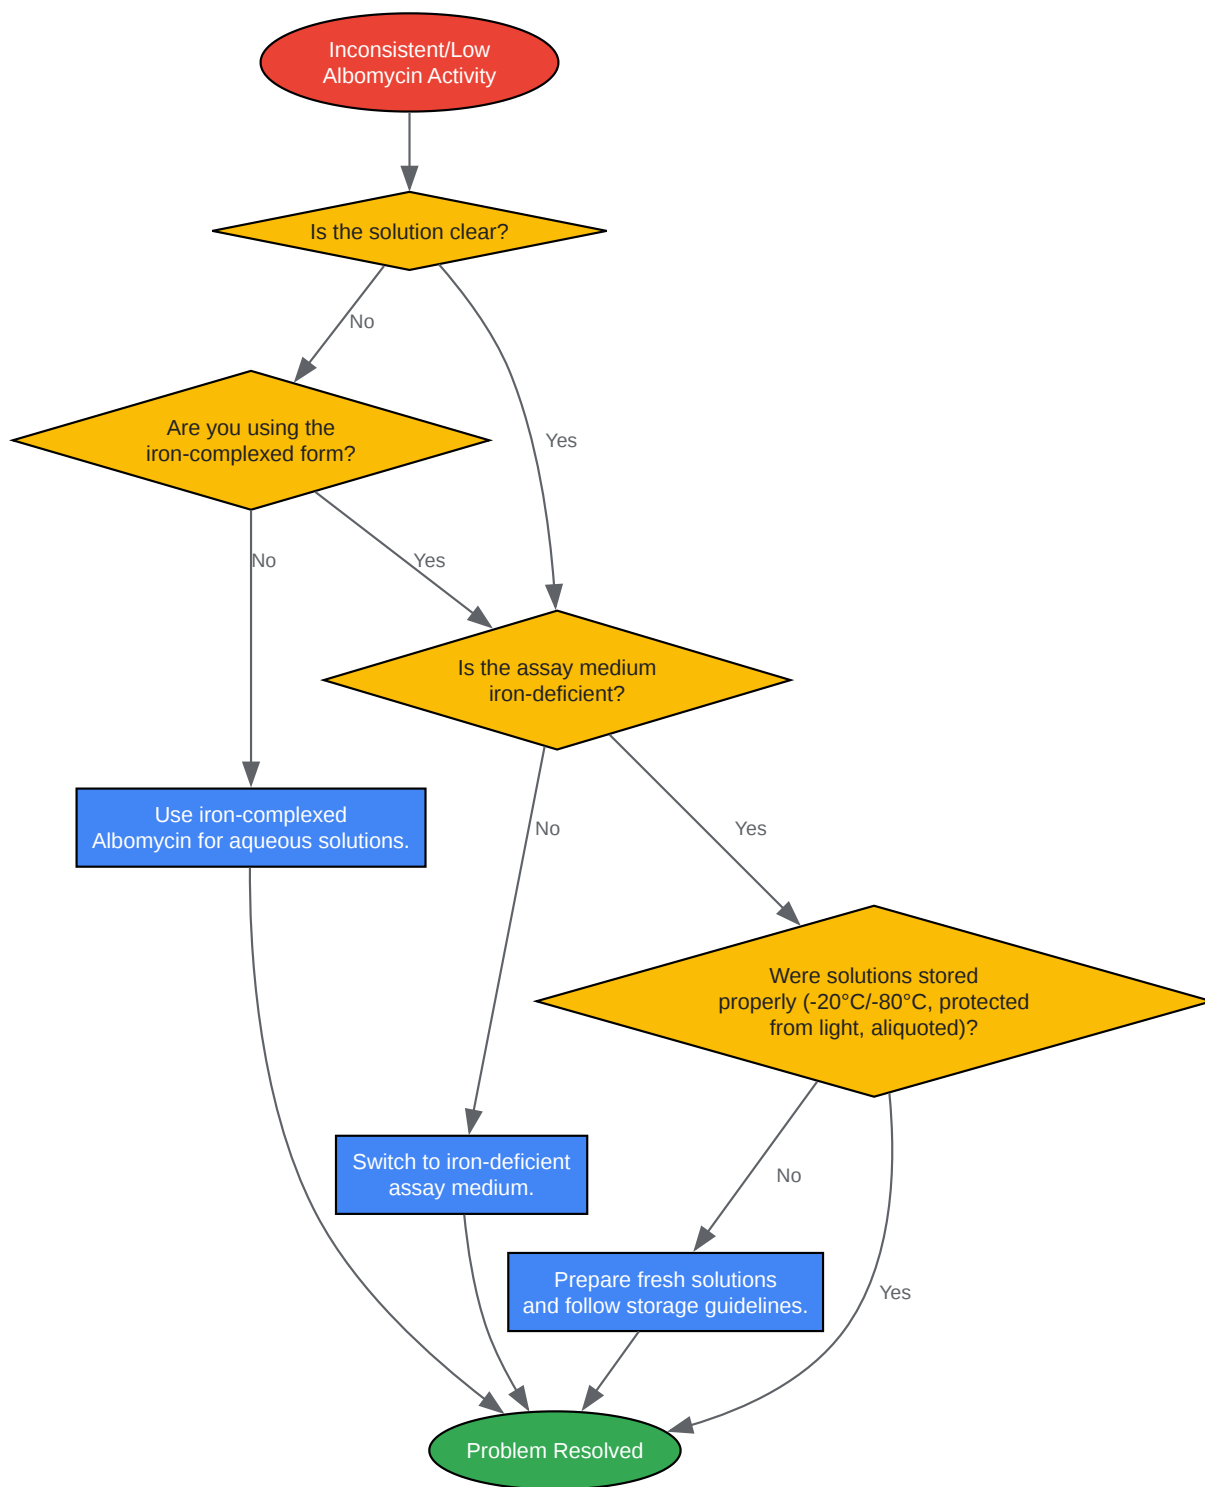 Inconsistent/Low
Albomycin Activity
Is the solution clear?
No
Yes
Are you using the
iron-complexed form?
No
Yes
Is the assay medium
iron-deficient?
Use iron-complexed
Albomycin for aqueous solutions.
No
Yes
Were solutions stored
properly (-20°C/-80°C, protected
from light, aliquoted)?
Switch to iron-deficient
assay medium.
No
Prepare fresh solutions
and follow storage guidelines.
Yes
Problem Resolved